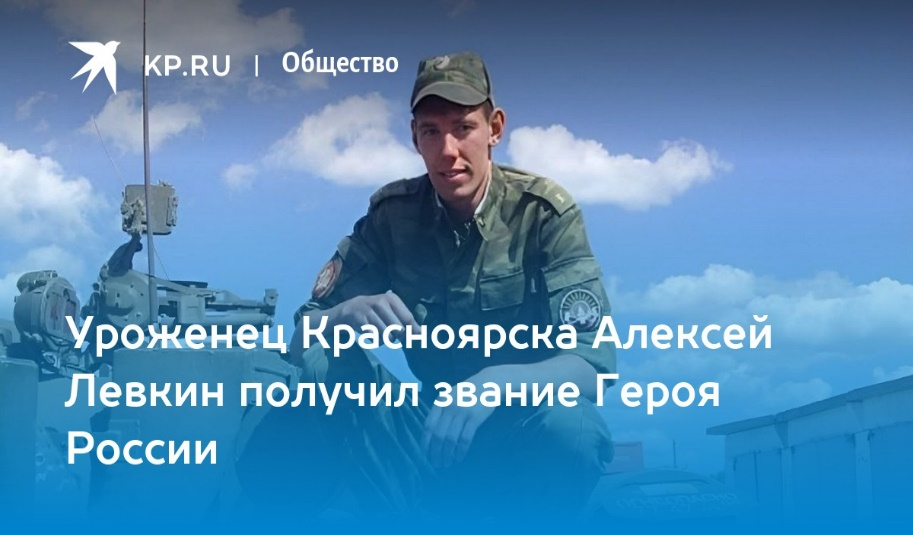 KP.RU | Общество
Уроженец Красноярска Алексей
Левкин получил звание Героя
России